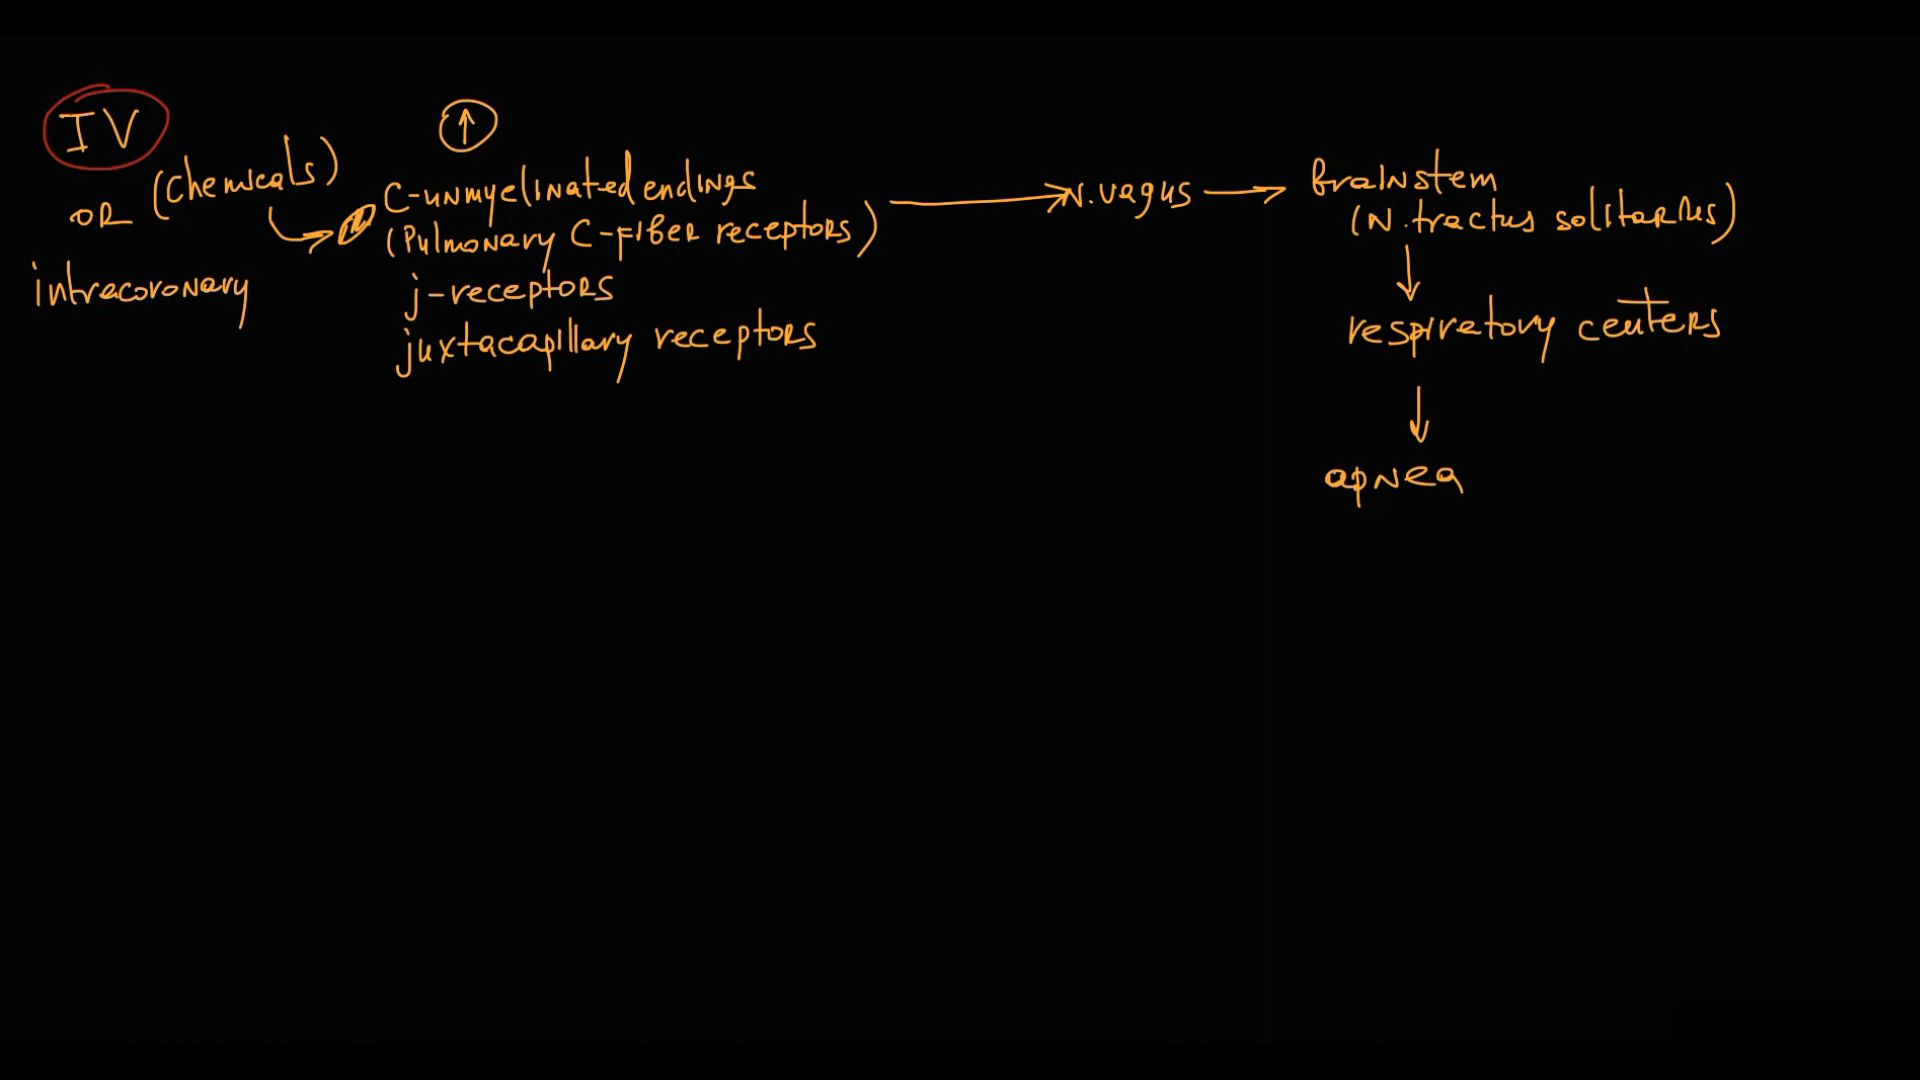 IV
OR (chemicals)
intracoronary
↑
C-unmyelinated endings
(Pulmonary C-fiber receptors)
j-receptors
juxtacapillary receptors
N.vagus
Brainstem
(N.tractus solitarius)
respiratory centers
apnea